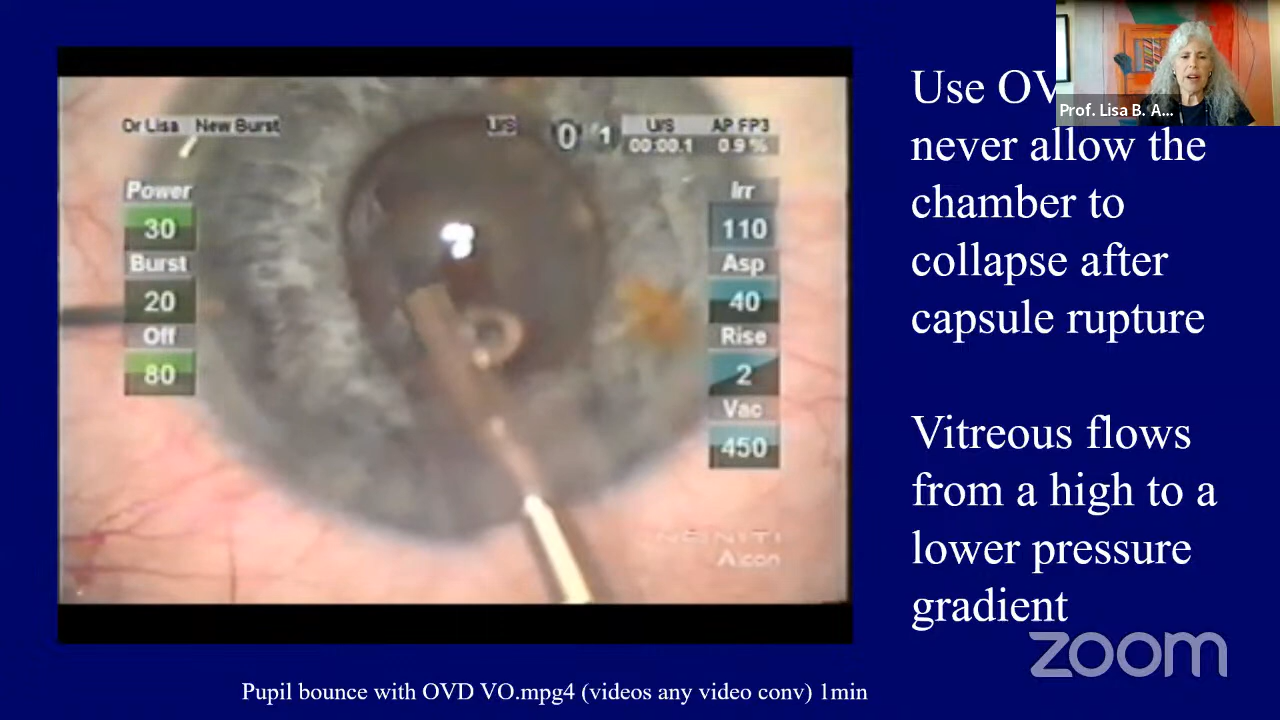 Use OV
never allow the
chamber to
collapse after
capsule rupture
Vitreous flows
from a high to a
lower pressure
gradient
Prof. Lisa B. A...
Dr Lisa New Burst
U/S
0 1
U/S AP FP3
00:00.1 0.9 %
Power
30
Burst
20
Off
80
Irr
110
Asp
40
Rise
2
Vac
450
INFINITI
Alcon
zoom
Pupil bounce with OVD VO.mpg4 (videos any video conv) 1min